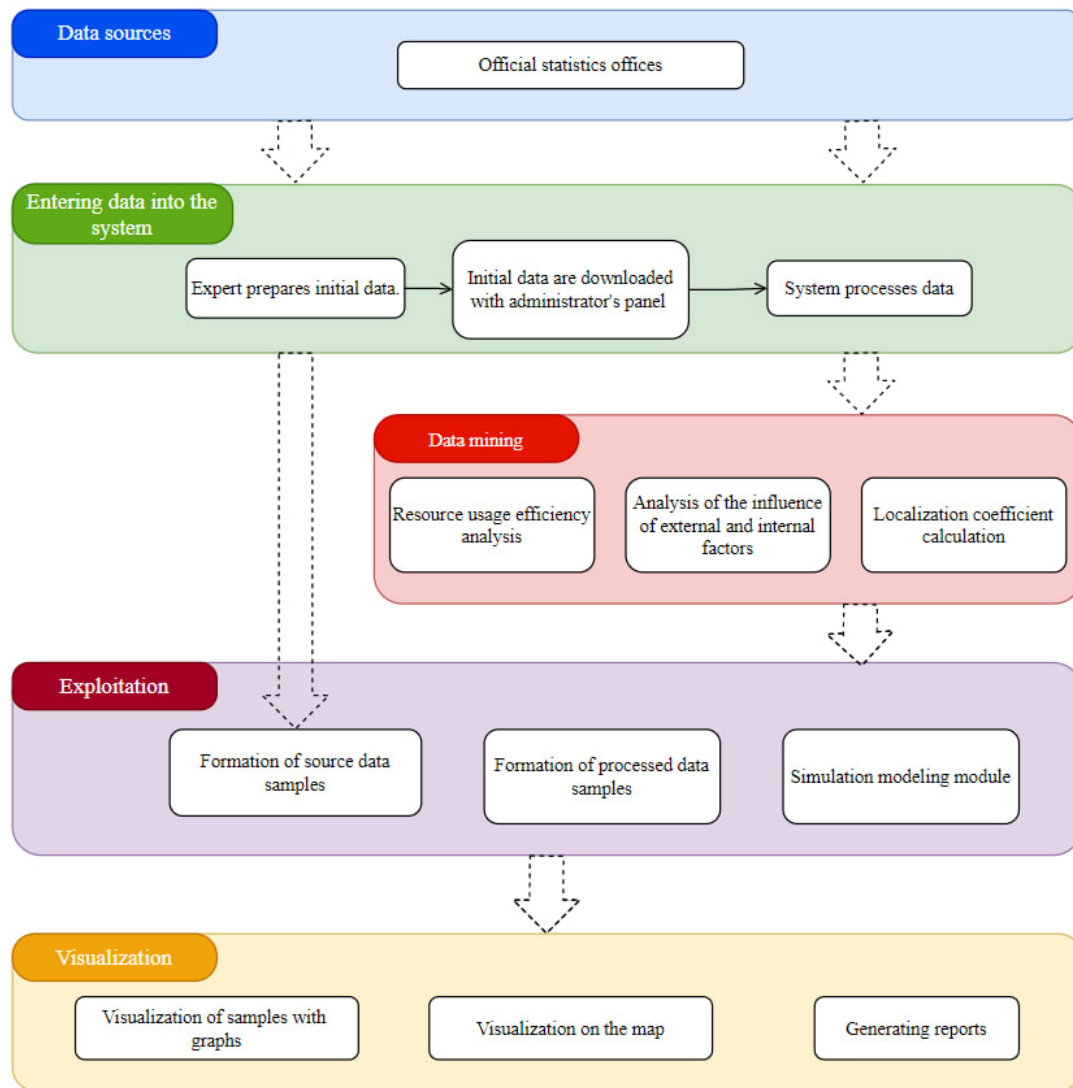 Data sources
Official statistics offices
Entering data into the
system
Expert prepares initial data.
Initial data are downloaded
with administrator's panel
System processes data
Data mining
Resource usage efficiency
analysis
Analysis of the influence
of external and internal
factors
Localization coefficient
calculation
Exploitation
Formation of source data
samples
Formation of processed data
samples
Simulation modeling module
Visualization
Visualization of samples with
graphs
Visualization on the map
Generating reports